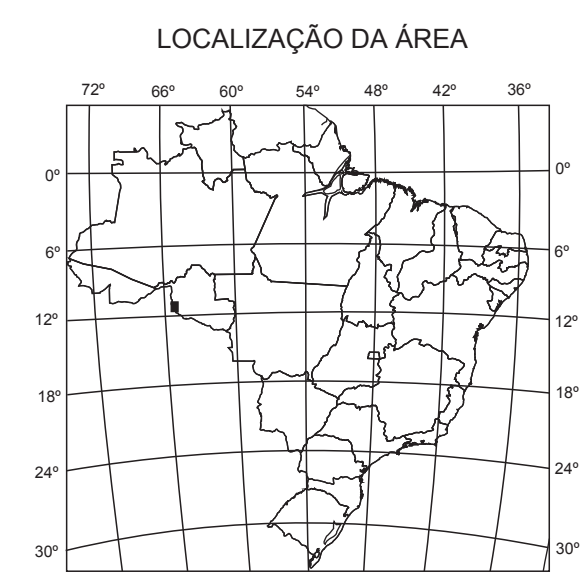 LOCALIZAÇÃO DA ÁREA
72º 66º 60º 54º 48º 42º 36º
0º 0º
6º 6º
12º 12º
18º 18º
24º 24º
30º 30º